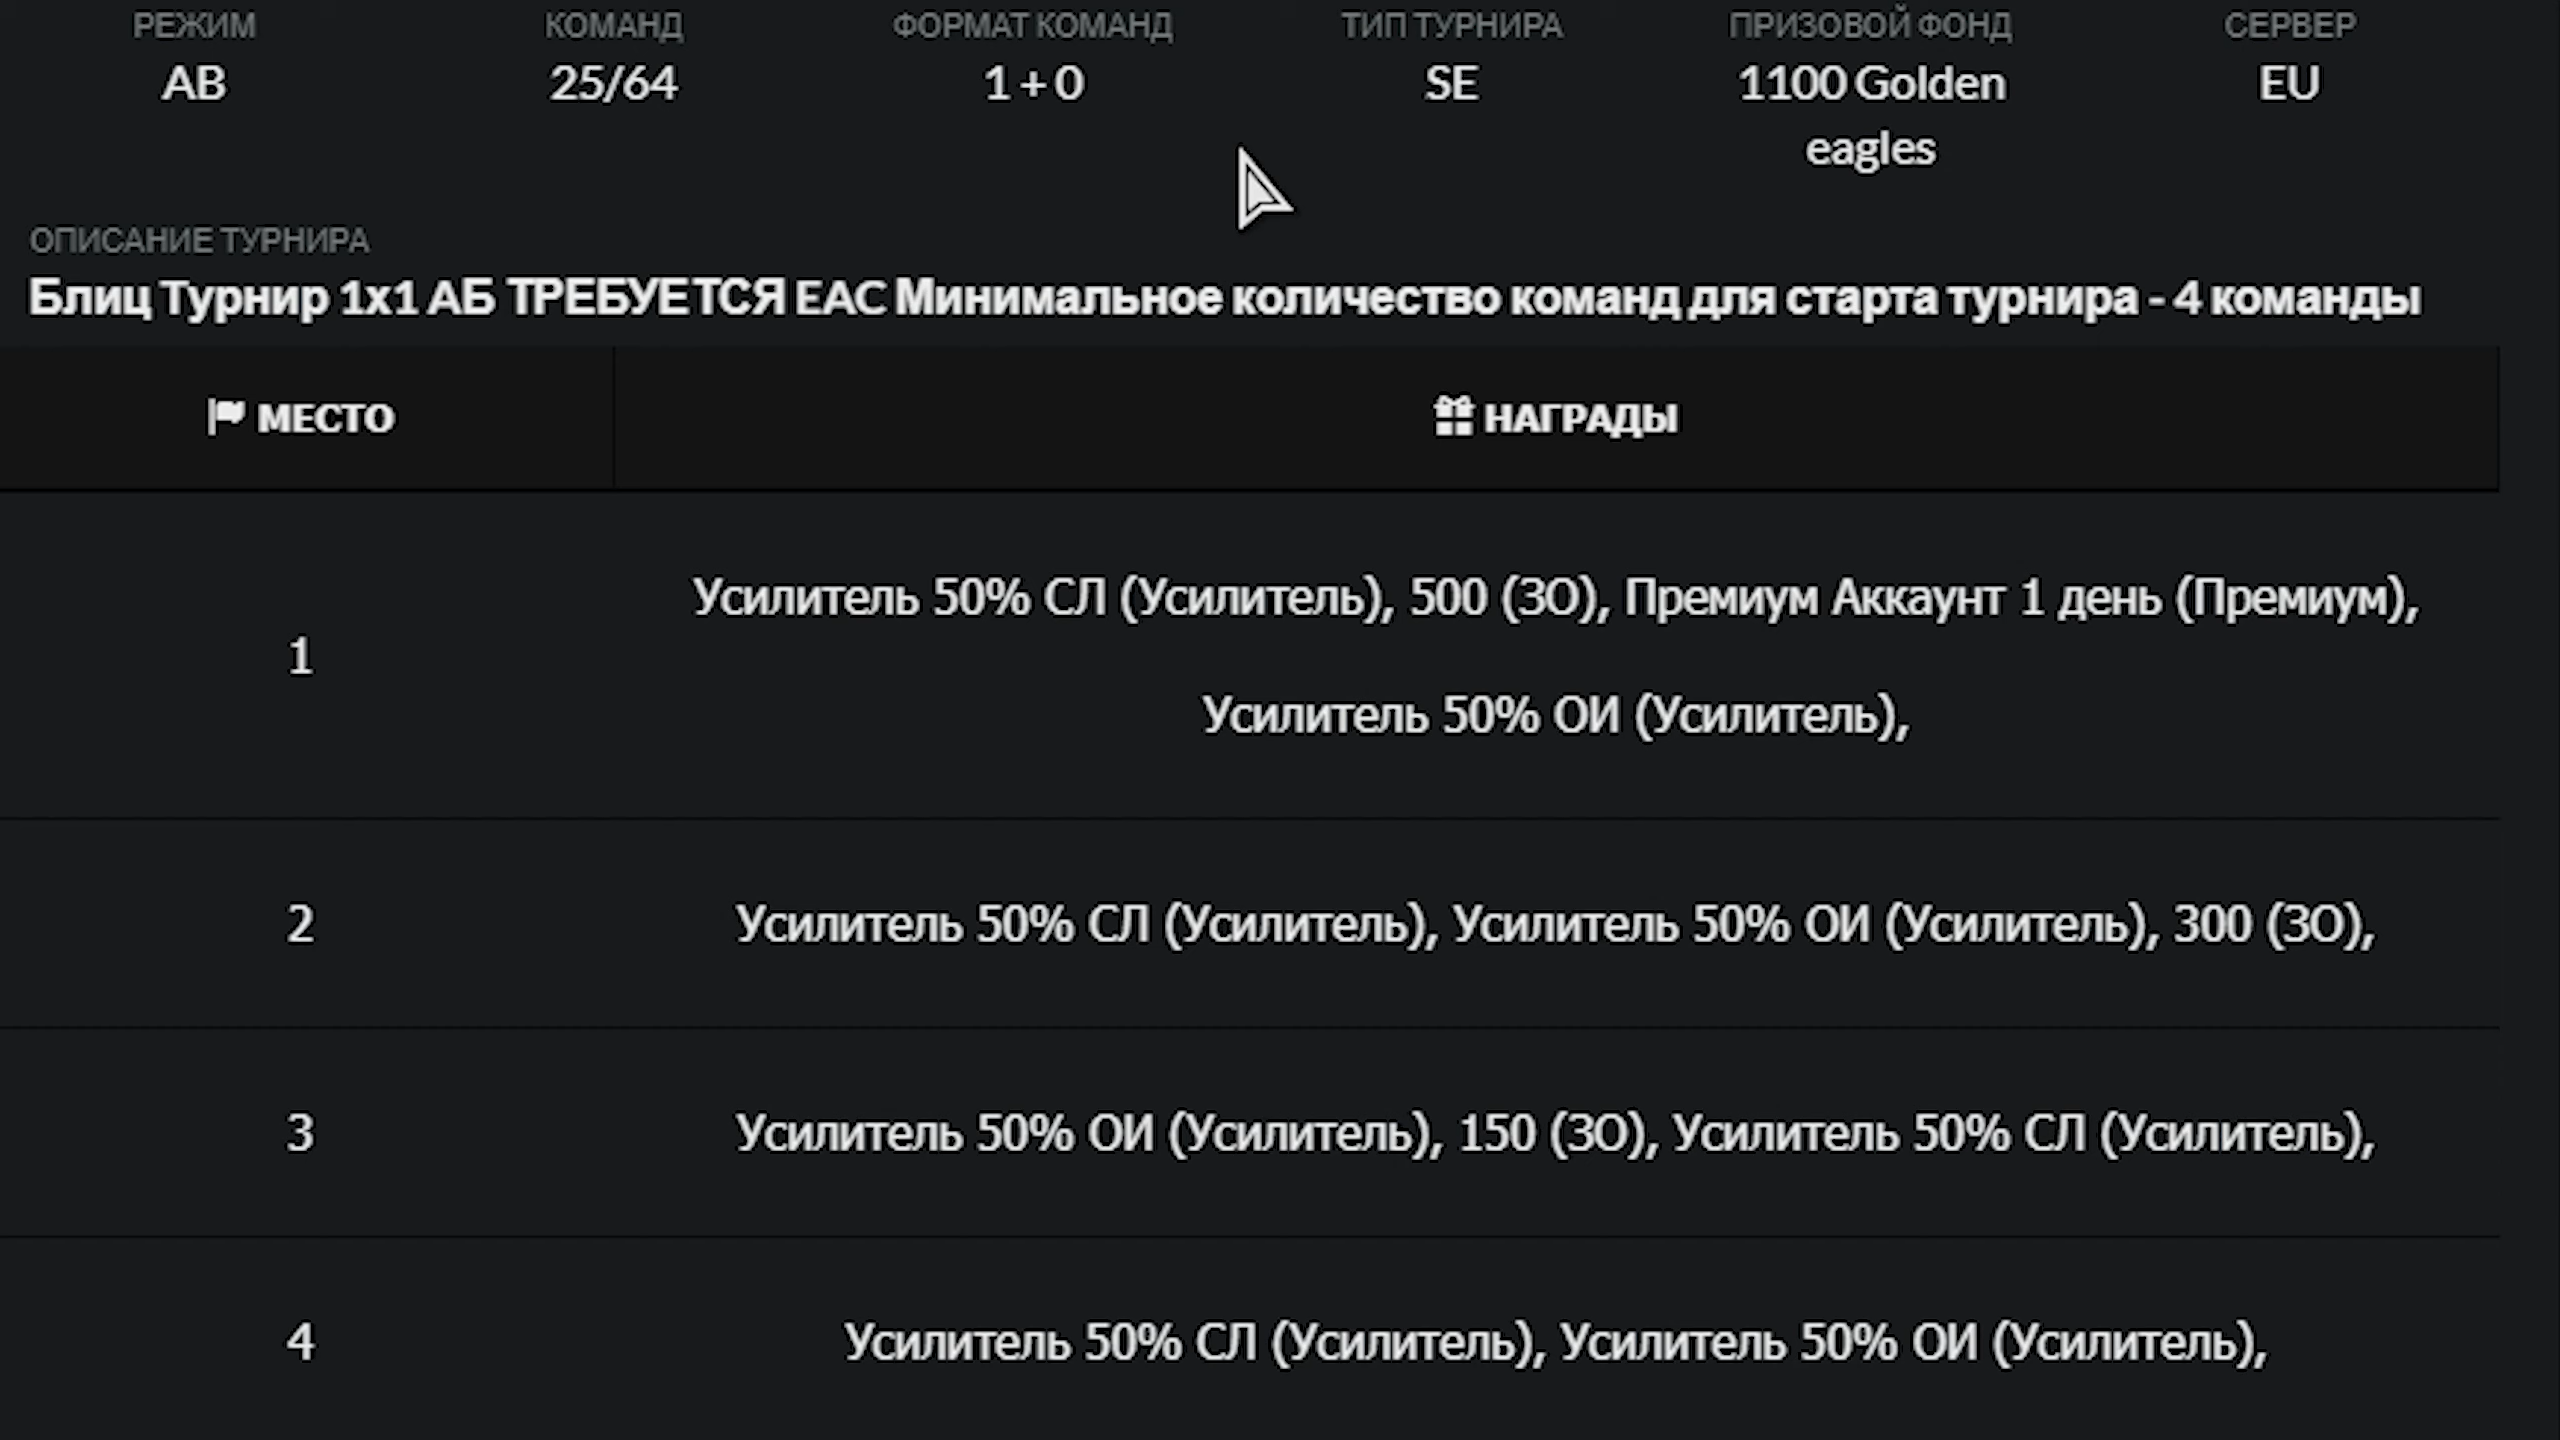 РЕЖИМ КОМАНД ФОРМАТ КОМАНД ТИП ТУРНИРА ПРИЗОВОЙ ФОНД СЕРВЕР
AB 25/64 1 + 0 SE 1100 Golden eagles EU
ОПИСАНИЕ ТУРНИРА
Блиц Турнир 1x1 АБ ТРЕБУЕТСЯ EAC Минимальное количество команд для старта турнира - 4 команды
МЕСТО НАГРАДЫ
1 Усилитель 50% СЛ (Усилитель), 500 (ЗО), Премиум Аккаунт 1 день (Премиум),
Усилитель 50% ОИ (Усилитель),
2 Усилитель 50% СЛ (Усилитель), Усилитель 50% ОИ (Усилитель), 300 (ЗО),
3 Усилитель 50% ОИ (Усилитель), 150 (ЗО), Усилитель 50% СЛ (Усилитель),
4 Усилитель 50% СЛ (Усилитель), Усилитель 50% ОИ (Усилитель),